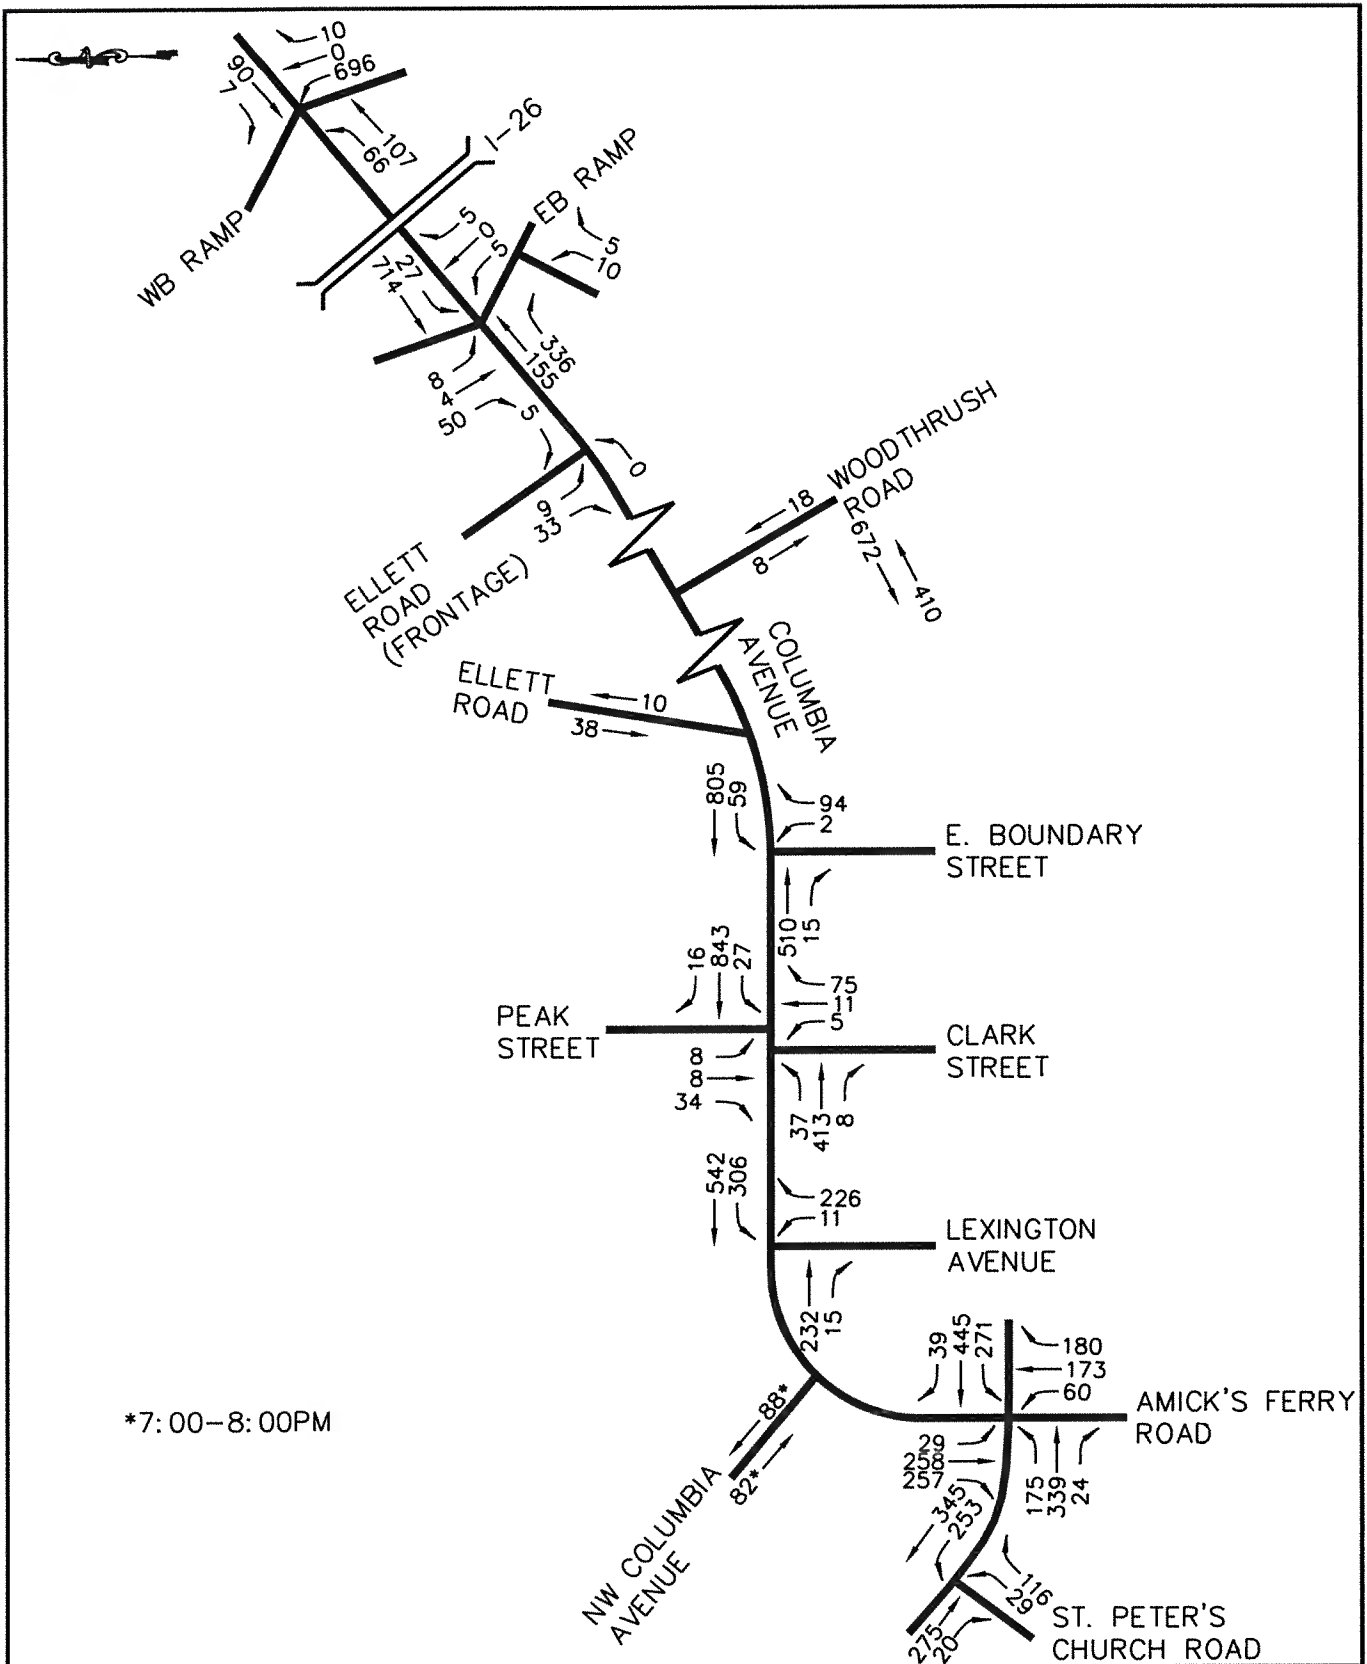 10
0
696
90
7
107
66
I-26
WB RAMP
EB RAMP
5
0
5
5
10
27
714
336
155
8
4
50
5
0
9
33
ELLETT
ROAD
(FRONTAGE)
WOODTHRUSH
ROAD
18
8
672
410
COLUMBIA
AVENUE
ELLETT
ROAD
10
38
805
59
94
2
E. BOUNDARY
STREET
510
15
16
843
27
75
11
5
PEAK
STREET
CLARK
STREET
8
8
34
37
413
8
542
306
226
11
LEXINGTON
AVENUE
232
15
39
445
271
180
173
60
AMICK'S FERRY
ROAD
*7:00-8:00PM
88*
82*
NW COLUMBIA
AVENUE
29
258
257
175
339
24
345
253
116
29
275
20
ST. PETER'S
CHURCH ROAD